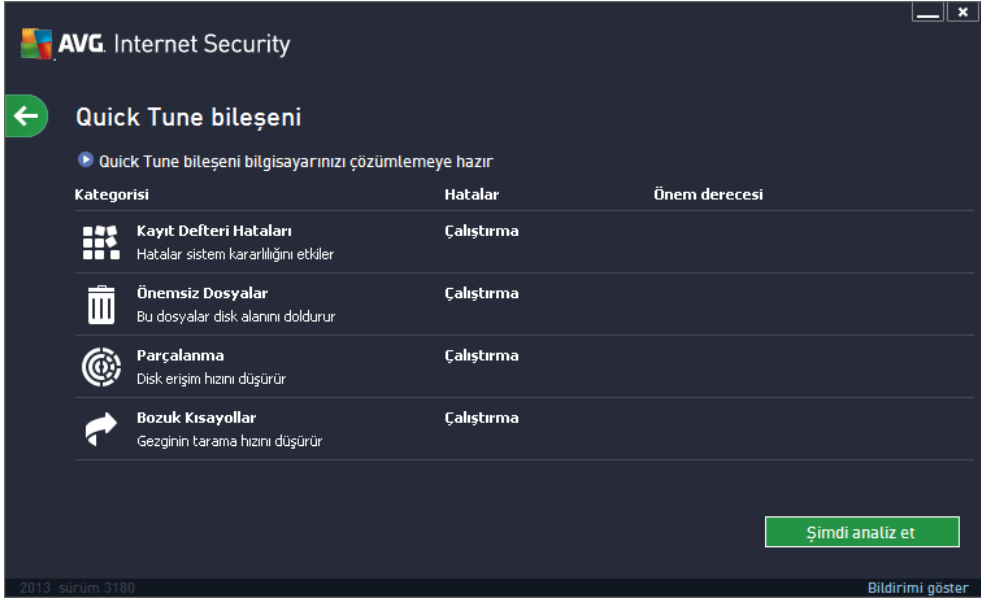 AVG. Internet Security
Quick Tune bileşeni
Quick Tune bileşeni bilgisayarınızı çözümlemeye hazır
Kategorisi Hatalar Önem derecesi
Kayıt Defteri Hataları Çalıştırma
Hatalar sistem kararlılığını etkiler
Önemsiz Dosyalar Çalıştırma
Bu dosyalar disk alanını doldurur
Parçalanma Çalıştırma
Disk erişim hızını düşürür
Bozuk Kısayollar Çalıştırma
Gezginin tarama hızını düşürür
Şimdi analiz et
2013 sürüm 3180 Bildirimi göster